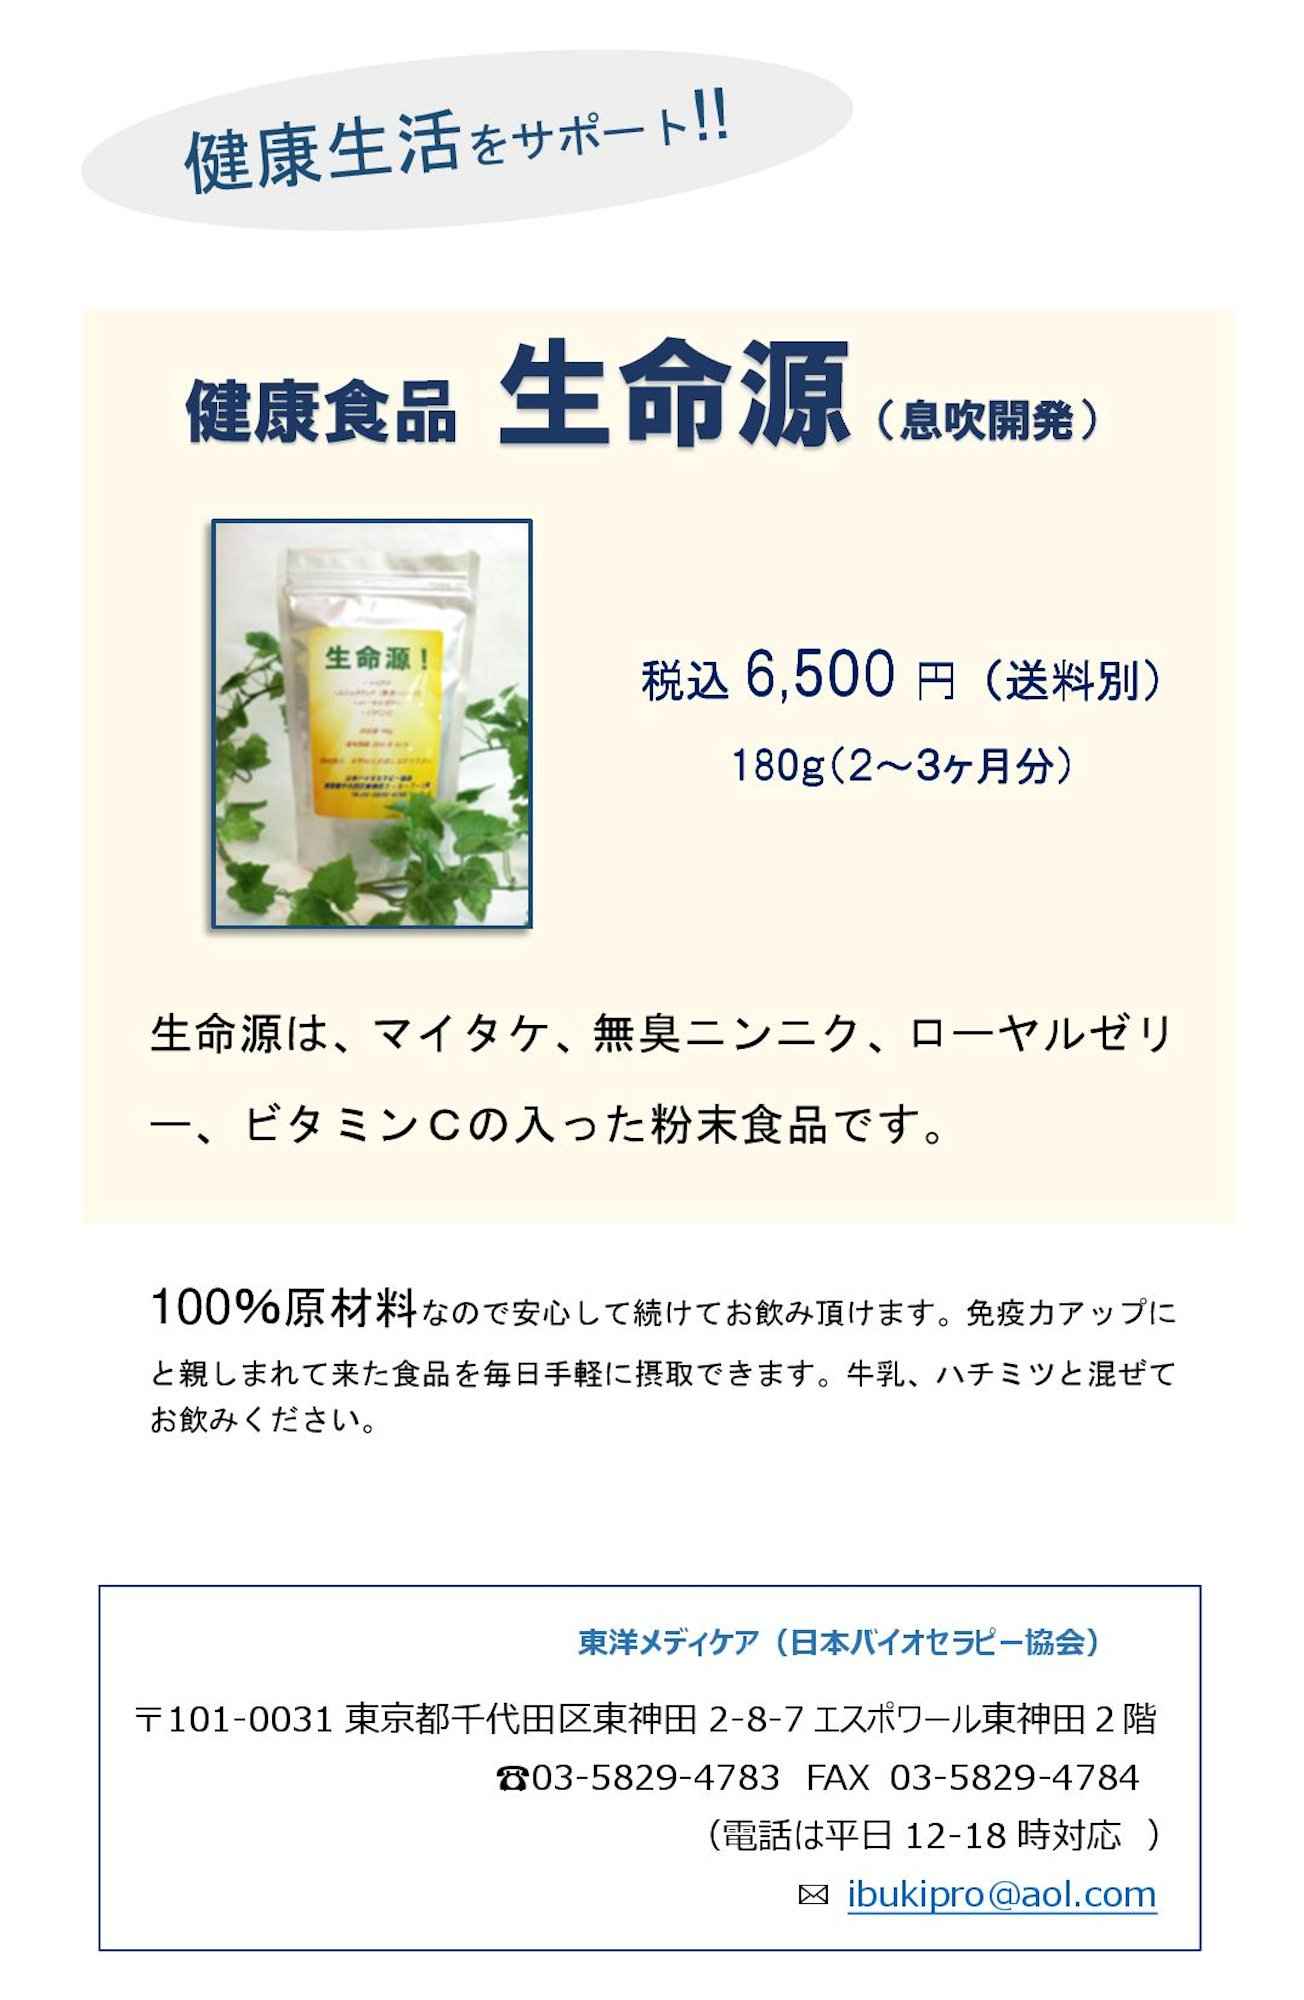 健康生活をサポート!!
健康食品 生命源（息吹開発）
生命源！
税込 6,500 円（送料別）
180g（2～3ヶ月分）
生命源は、マイタケ、無臭ニンニク、ローヤルゼリ
ー、ビタミンＣの入った粉末食品です。
100％原材料なので安心して続けてお飲み頂けます。免疫力アップに
と親しまれて来た食品を毎日手軽に摂取できます。牛乳、ハチミツと混ぜて
お飲みください。
東洋メディケア（日本バイオセラピー協会）
〒101-0031 東京都千代田区東神田 2-8-7 エスポワール東神田 2 階
☎03-5829-4783 FAX 03-5829-4784
（電話は平日 12-18 時対応 ）
✉ ibukipro@aol.com